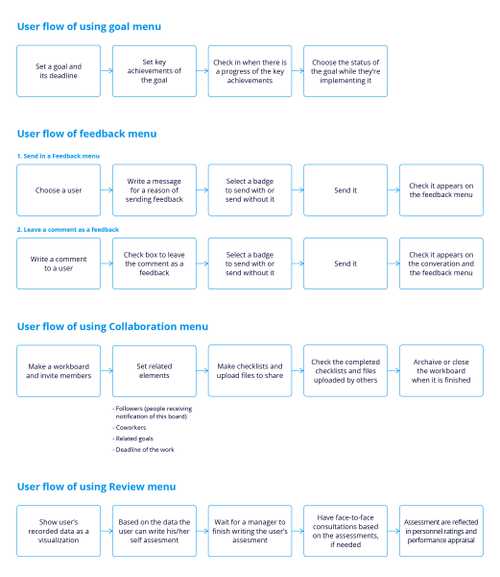 User flow of using goal menu
Set a goal and
its deadline
Set key
achievements of
the goal
Check in when there is
a progress of the key
achievements
Choose the status of
the goal while they're
implementing it
User flow of feedback menu
1. Send in a Feedback menu
Choose a user
Write a message
for a reason of
sending feedback
Select a badge
to send with or
send without it
Send it
Check it appears on
the feedback menu
2. Leave a comment as a feedback
Write a comment
to a user
Check box to leave
the comment as a
feedback
Select a badge
to send with or
send without it
Send it
Check it appears on
the converation and
the feedback menu
User flow of using Collaboration menu
Make a workboard
and invite members
Set related
elements
- Followers (people receiving
notification of this board)
- Coworkers
- Related goals
- Deadline of the work
Make checklists and
upload files to share
Check the completed
checklists and files
uploaded by others
Archaive or close
the workboard
when it is finished
User flow of using Review menu
Show user's
recorded data as a
visualization
Based on the data the
user can write his/her
self assesment
Wait for a manager to
finish writing the user's
assesment
Have face-to-face
consultations based
on the assessments,
if needed
Assessment are reflected
in personnel ratings and
performance appraisal